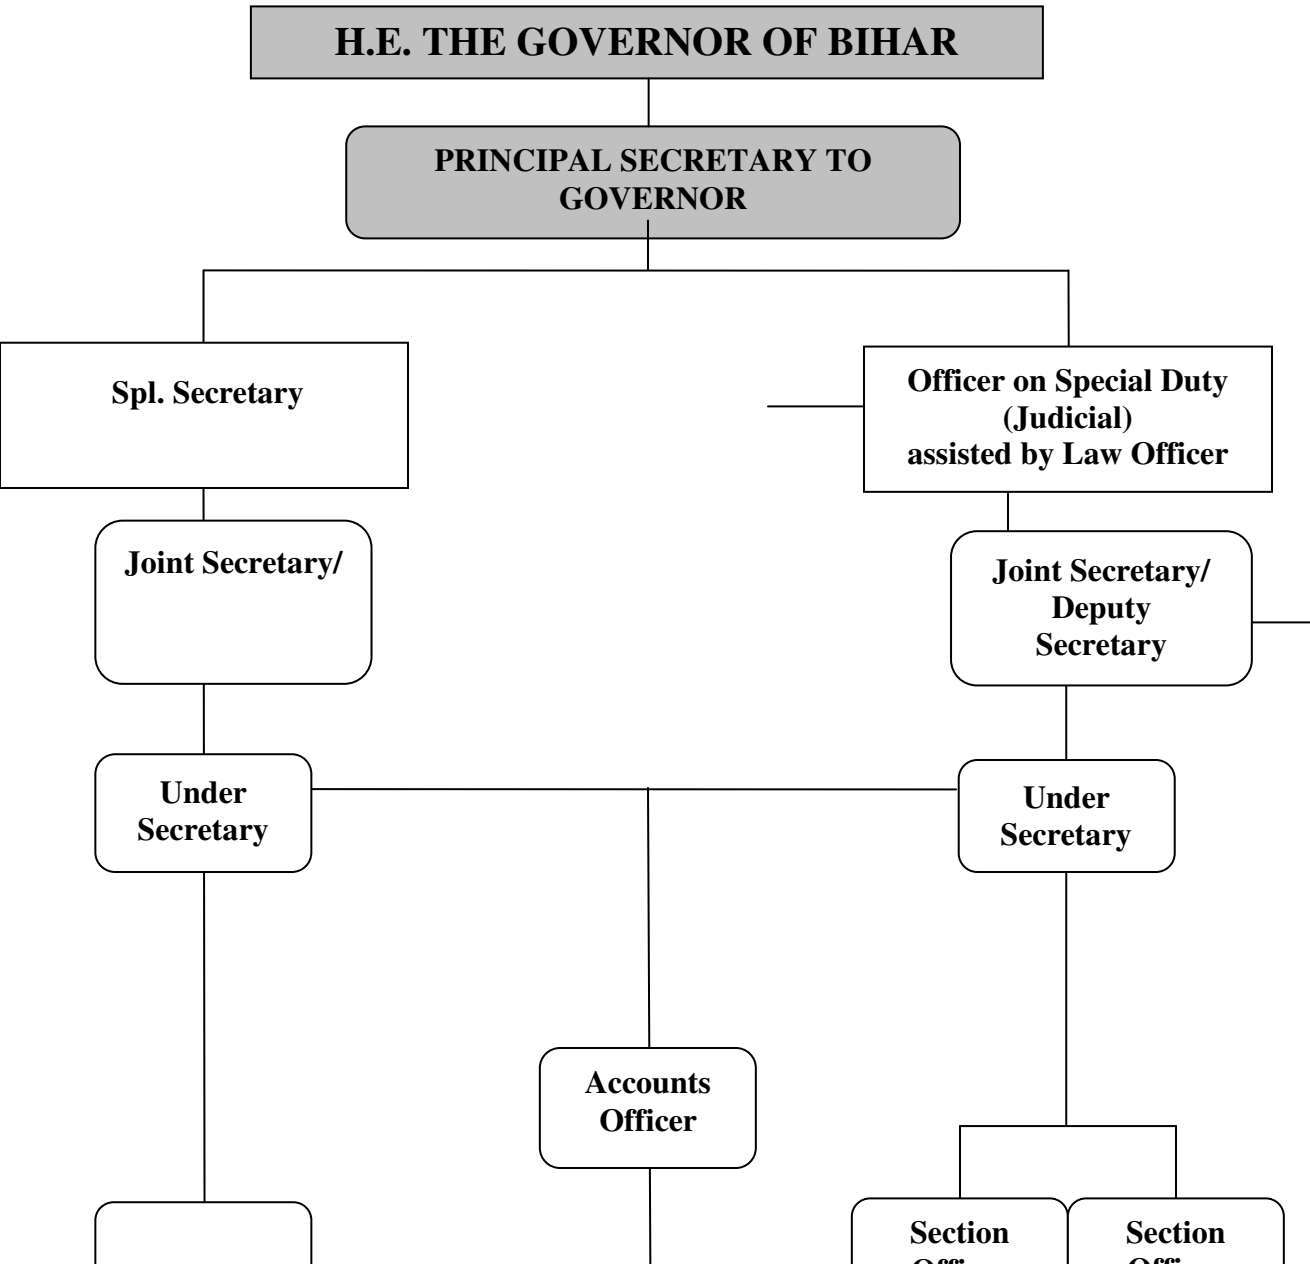 H.E. THE GOVERNOR OF BIHAR
PRINCIPAL SECRETARY TO
GOVERNOR
Spl. Secretary
Officer on Special Duty
(Judicial)
assisted by Law Officer
Joint Secretary/
Joint Secretary/
Deputy
Secretary
Under
Secretary
Under
Secretary
Accounts
Officer
Section
Section